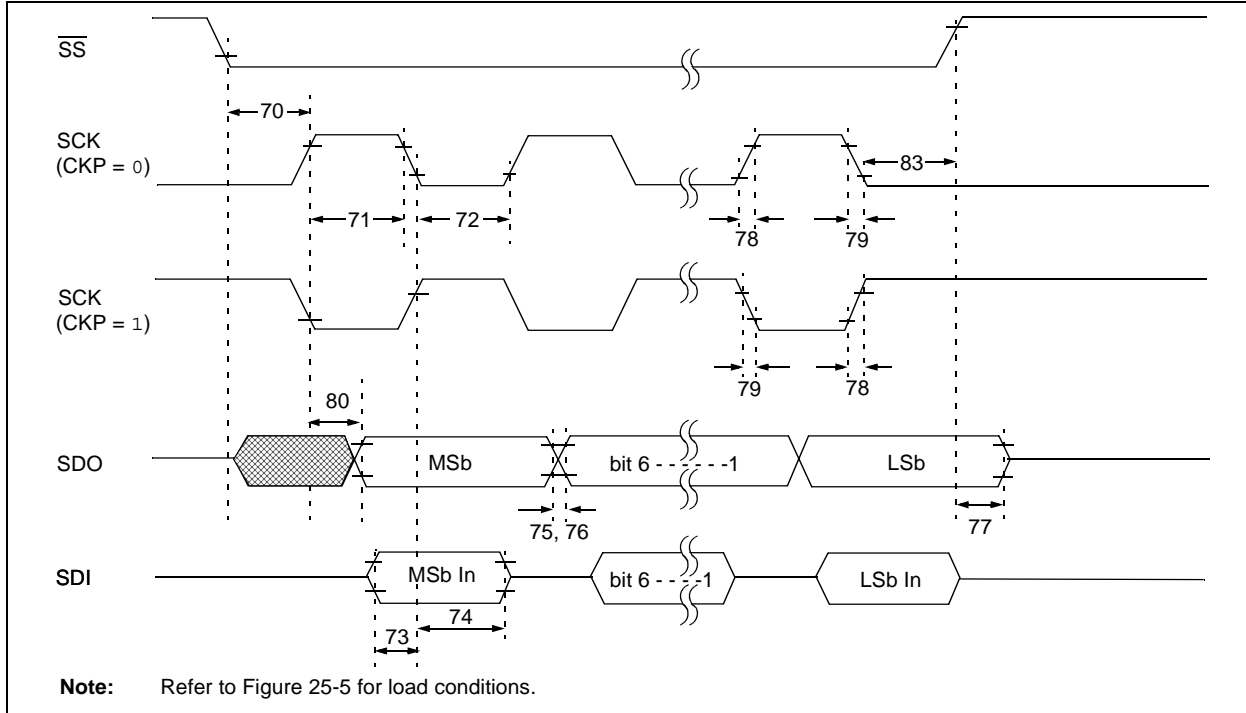 SS
70
SCK
(CKP = 0)
83
71
72
78
79
SCK
(CKP = 1)
79
78
80
SDO
MSb
bit 6 - - - - - -1
LSb
75, 76
77
SDI
MSb In
bit 6 - - - -1
LSb In
74
73
Note: Refer to Figure 25-5 for load conditions.